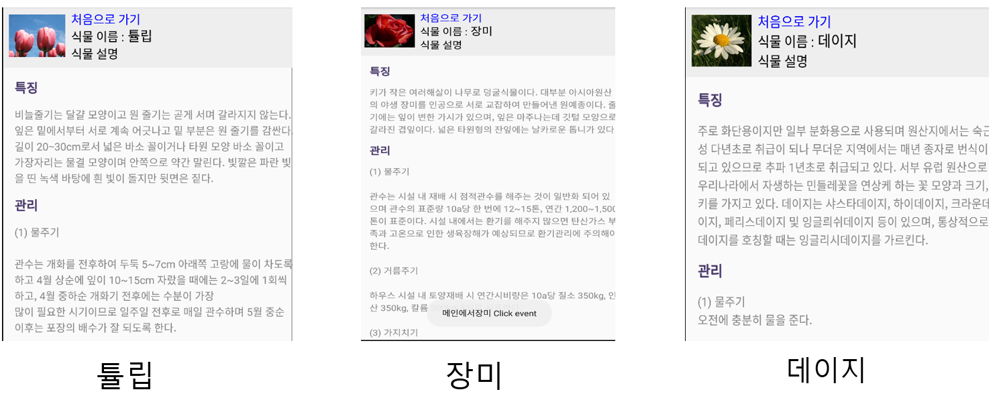 처음으로 가기
식물 이름 : 튤립
식물 설명
특징
비늘줄기는 달걀 모양이고 원 줄기는 곧게 서며 갈라지지 않는다.
잎은 밑에서부터 서로 계속 어긋나고 밑 부분은 원 줄기를 감싼다.
길이 20~30cm로서 넓은 바소 꼴이거나 타원 모양 바소 꼴이고
가장자리는 물결 모양이며 안쪽으로 약간 말린다. 빛깔은 파란 빛
을 띤 녹색 바탕에 흰 빛이 돌지만 뒷면은 짙다.
관리
(1) 물주기
관수는 개화를 전후하여 두둑 5~7cm 아래쪽 고랑에 물이 차도록
하고 4월 상순에 잎이 10~15cm 자랐을 때에는 2~3일에 1회씩
하고, 4월 중하순 개화기 전후에는 수분이 가장
많이 필요한 시기이므로 일주일 전후로 매일 관수하며 5월 중순
이후는 포장의 배수가 잘 되도록 한다.
튤립
처음으로 가기
식물 이름 : 장미
식물 설명
특징
키가 작은 여러해살이 나무로 덩굴식물이다. 대부분 아시아원산
의 야생 장미를 인공으로 서로 교잡하여 만들어낸 원예종이다. 줄
기에는 잎이 변한 가시가 있으며, 잎은 마주나는데 깃털 모양으로
갈라진 겹잎이다. 넓은 타원형의 잔잎에는 날카로운 톱니가 있다
관리
(1) 물주기
관수는 시설 내 재배 시 점적관수를 해주는 것이 일반화 되어 있
으며 관수의 표준량 10a당 한 번에 12~15톤, 연간 1,200~1,500
톤이 표준이다. 시설 내에서는 환기를 해주지 않으면 탄산가스 부
족과 고온으로 인한 생육장해가 예상되므로 환기관리에 주의해야
한다.
(2) 거름주기
하우스 시설 내 토양재배 시 연간시비량은 10a당 질소 350kg, 인
산 350kg, 칼륨
메인에서장미 Click event
(3) 가지치기
장미
처음으로 가기
식물 이름 : 데이지
식물 설명
특징
주로 화단용이지만 일부 분화용으로 사용되며 원산지에서는 숙근
성 다년초로 취급이 되나 무더운 지역에서는 매년 종자로 번식이
되고 있으므로 추파 1년초로 취급되고 있다. 서부 유럽 원산으로
우리나라에서 자생하는 민들레꽃을 연상케 하는 꽃 모양과 크기,
키를 가지고 있다. 데이지는 샤스타데이지, 하이데이지, 크라운데
이지, 페리스데이지 및 잉글릐쉬데이지 등이 있으며, 통상적으로
데이지를 호칭할 때는 잉글리시데이지를 가르킨다.
관리
(1) 물주기
오전에 충분히 물을 준다.
데이지